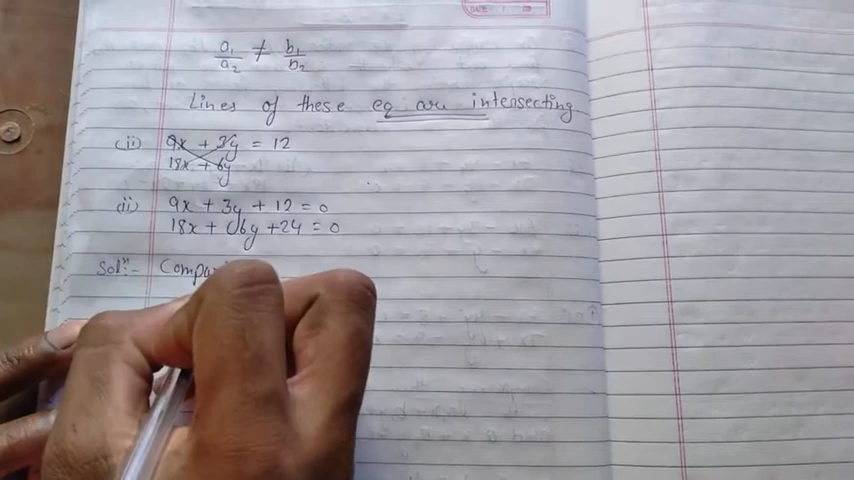 a₁/a₂ ≠ b₁/b₂
Lines of these eq are intersecting
(ii) 9x + 3y = 12
18x + 6y
(ii) 9x + 3y + 12 = 0
18x + 6y + 24 = 0
Solⁿ:-